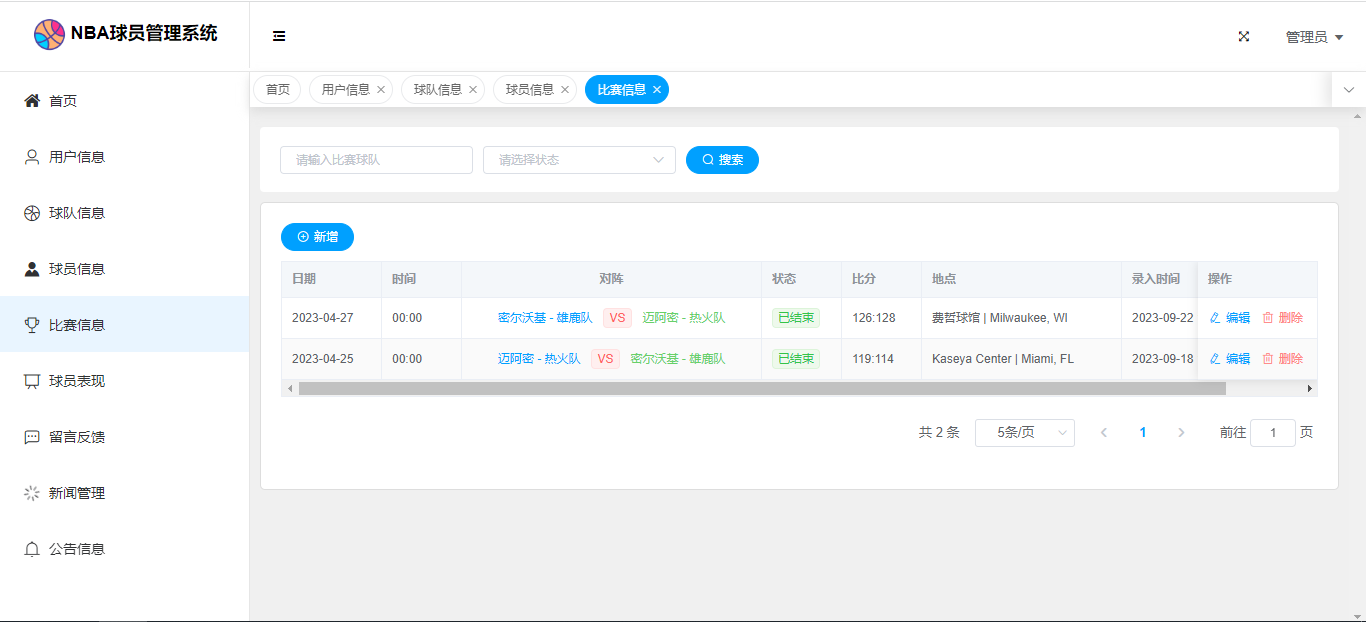 NBA球员管理系统
管理员
首页
用户信息
球队信息
球员信息
比赛信息
球员表现
留言反馈
新闻管理
公告信息
首页 用户信息 球队信息 球员信息 比赛信息
请输入比赛球队 请选择状态 搜索
新增
日期 时间 对阵 状态 比分 地点 录入时间 操作
2023-04-27 00:00 密尔沃基 - 雄鹿队 VS 迈阿密 - 热火队 已结束 126:128 费哲球馆 | Milwaukee, WI 2023-09-22 编辑 删除
2023-04-25 00:00 迈阿密 - 热火队 VS 密尔沃基 - 雄鹿队 已结束 119:114 Kaseya Center | Miami, FL 2023-09-18 编辑 删除
共 2 条 5条/页 1 前往 1 页